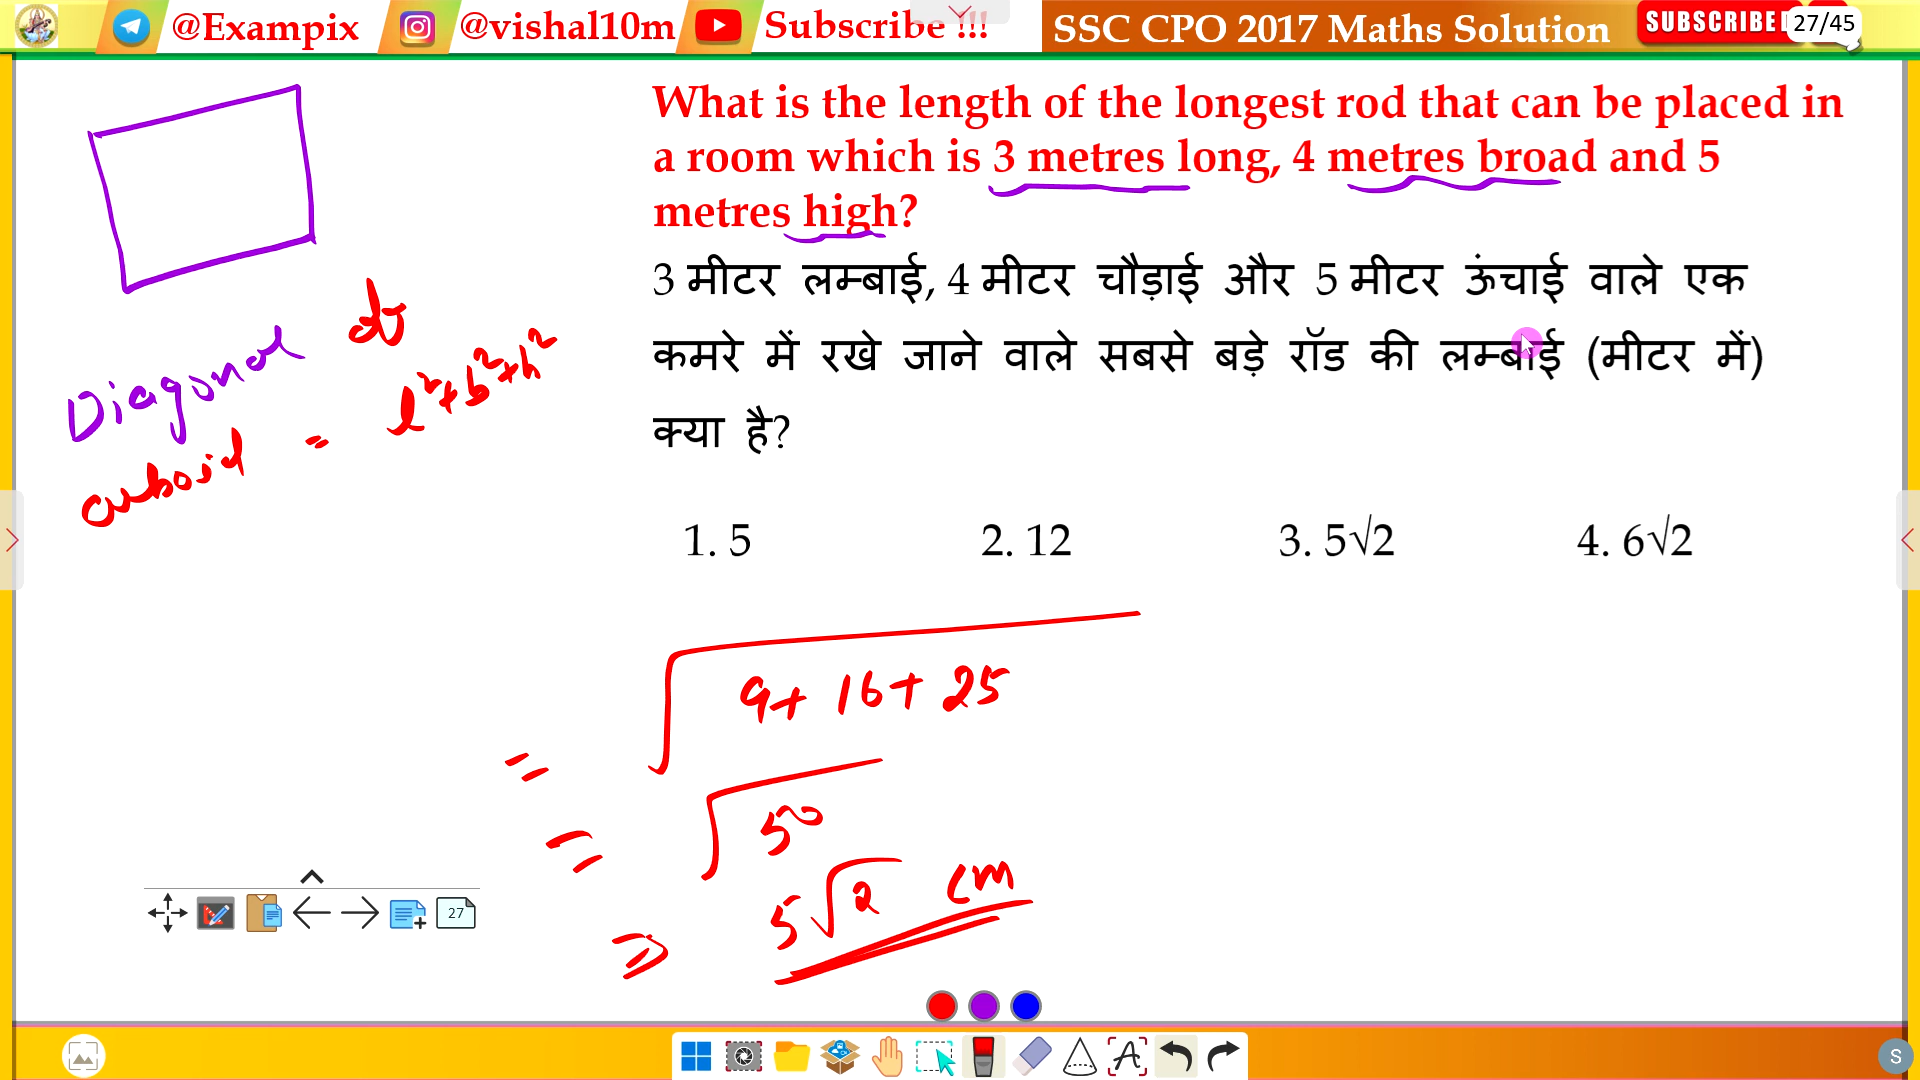 @Exampix @vishal10m Subscribe !!! SSC CPO 2017 Maths Solution SUBSCRIBE 27/45
What is the length of the longest rod that can be placed in
a room which is 3 metres long, 4 metres broad and 5
metres high?
3 मीटर लम्बाई, 4 मीटर चौड़ाई और 5 मीटर ऊंचाई वाले एक
कमरे में रखे जाने वाले सबसे बड़े रॉड की लम्बाई (मीटर में)
क्या है?
1. 5 2. 12 3. 5√2 4. 6√2
Diagonal of
cuboid = l²+b²+h²
= √9+16+25
= √50
⇒ 5√2 cm
27
S